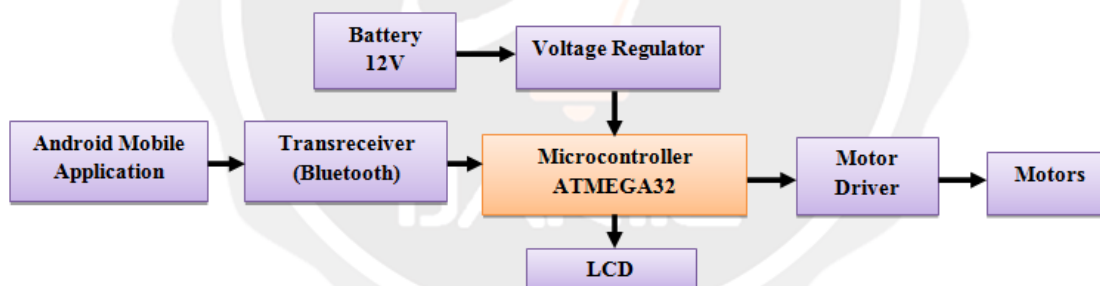 Battery
12V
Voltage Regulator
Android Mobile
Application
Transreceiver
(Bluetooth)
Microcontroller
ATMEGA32
Motor
Driver
Motors
LCD